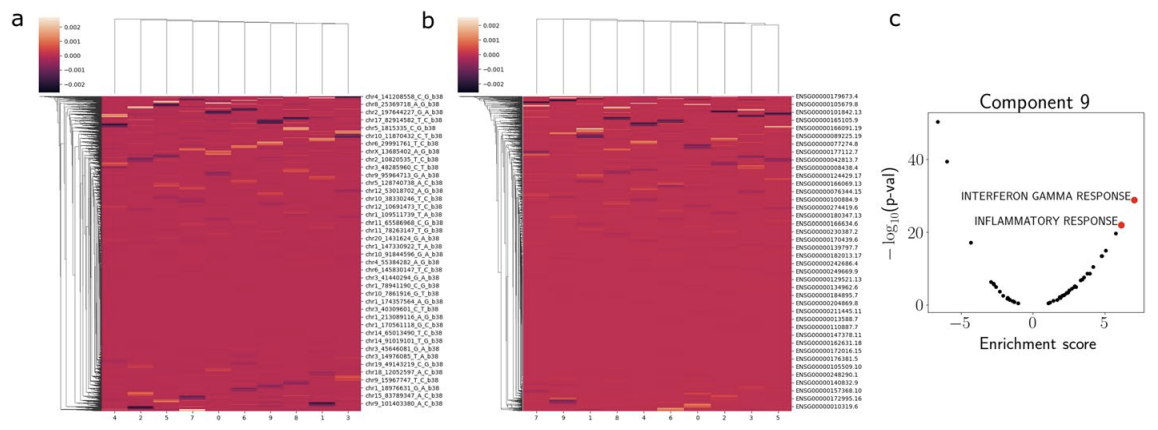 a
0.002
0.001
0.000
-0.001
-0.002
chr4_141208558_C_G_b38
chr8_25369718_A_G_b38
chr2_197644227_G_A_b38
chr17_82914582_T_C_b38
chr5_1815335_C_G_b38
chr10_11870432_C_T_b38
chr6_29991761_T_C_b38
chrX_13685402_A_G_b38
chr2_10820535_T_C_b38
chr3_48285960_C_T_b38
chr9_95964713_G_A_b38
chr5_128740738_A_C_b38
chr12_53018702_A_G_b38
chr10_38330246_T_C_b38
chr12_10691473_T_C_b38
chr1_109511739_T_A_b38
chr11_65586968_C_G_b38
chr11_78263147_T_G_b38
chr20_1431624_G_A_b38
chr1_147330922_T_A_b38
chr10_91844596_G_A_b38
chr4_55384282_A_G_b38
chr6_145830147_T_C_b38
chr3_41440294_G_A_b38
chr1_78941190_C_G_b38
chr10_7861916_G_T_b38
chr1_174357564_A_G_b38
chr3_40309601_C_T_b38
chr1_213089116_A_G_b38
chr1_170561118_G_C_b38
chr14_65013490_T_C_b38
chr14_91019101_T_G_b38
chr3_45646081_G_A_b38
chr3_14976085_T_A_b38
chr19_49143219_C_G_b38
chr18_12052597_A_C_b38
chr9_15967747_T_C_b38
chr1_18976631_G_A_b38
chr15_83789347_A_C_b38
chr9_101403380_A_C_b38
4 2 5 7 0 6 9 8 1 3
b
0.002
0.001
0.000
-0.001
-0.002
ENSG00000179673.4
ENSG00000105679.8
ENSG00000101842.13
ENSG00000165105.9
ENSG00000166091.19
ENSG00000089225.19
ENSG00000077274.8
ENSG00000177112.7
ENSG00000042813.7
ENSG00000008438.4
ENSG00000124429.17
ENSG00000166069.13
ENSG00000076344.15
ENSG00000100884.9
ENSG00000274419.6
ENSG00000180347.13
ENSG00000166634.6
ENSG00000230387.2
ENSG00000170439.6
ENSG00000139797.7
ENSG00000182013.17
ENSG00000242686.4
ENSG00000249669.9
ENSG00000129521.13
ENSG00000134962.6
ENSG00000184895.7
ENSG00000204869.8
ENSG00000211445.11
ENSG00000013588.7
ENSG00000110887.7
ENSG00000147378.11
ENSG00000162631.18
ENSG00000172016.15
ENSG00000176381.5
ENSG00000105509.10
ENSG00000248290.1
ENSG00000140832.9
ENSG00000157368.10
ENSG00000172995.16
ENSG00000010319.6
7 9 1 8 4 6 0 2 3 5
c
Component 9
− log10(p-val)
40
20
0
INTERFERON GAMMA RESPONSE
INFLAMMATORY RESPONSE
−5 0 5
Enrichment score